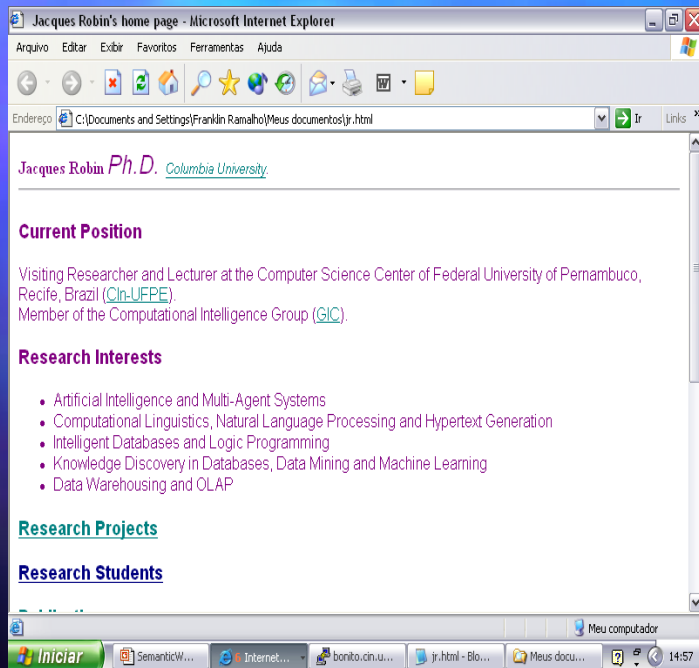 Jacques Robin's home page - Microsoft Internet Explorer
Arquivo Editar Exibir Favoritos Ferramentas Ajuda
Endereço C:\Documents and Settings\Franklin Ramalho\Meus documentos\jr.html Ir Links »
Jacques Robin Ph.D. Columbia University.
Current Position
Visiting Researcher and Lecturer at the Computer Science Center of Federal University of Pernambuco,
Recife, Brazil (CIn-UFPE).
Member of the Computational Intelligence Group (GIC).
Research Interests
• Artificial Intelligence and Multi-Agent Systems
• Computational Linguistics, Natural Language Processing and Hypertext Generation
• Intelligent Databases and Logic Programming
• Knowledge Discovery in Databases, Data Mining and Machine Learning
• Data Warehousing and OLAP
Research Projects
Research Students
Meu computador
Iniciar SemanticW... Internet... bonito.cin.u... jr.html - Blo... Meus docu... 14:57